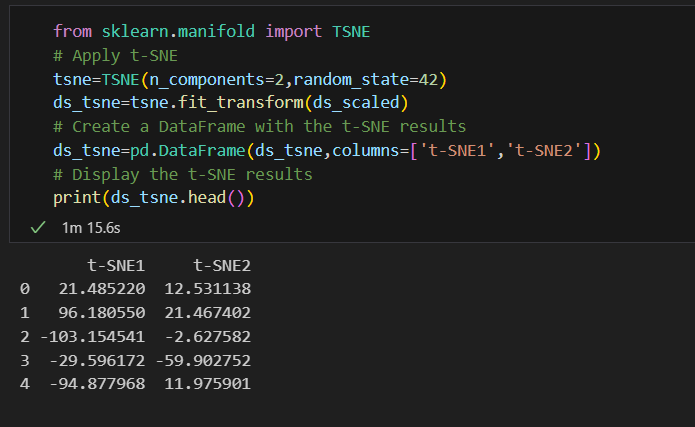 from sklearn.manifold import TSNE
# Apply t-SNE
tsne=TSNE(n_components=2,random_state=42)
ds_tsne=tsne.fit_transform(ds_scaled)
# Create a DataFrame with the t-SNE results
ds_tsne=pd.DataFrame(ds_tsne,columns=['t-SNE1','t-SNE2'])
# Display the t-SNE results
print(ds_tsne.head())
1m 15.6s
t-SNE1 t-SNE2
0 21.485220 12.531138
1 96.180550 21.467402
2 -103.154541 -2.627582
3 -29.596172 -59.902752
4 -94.877968 11.975901